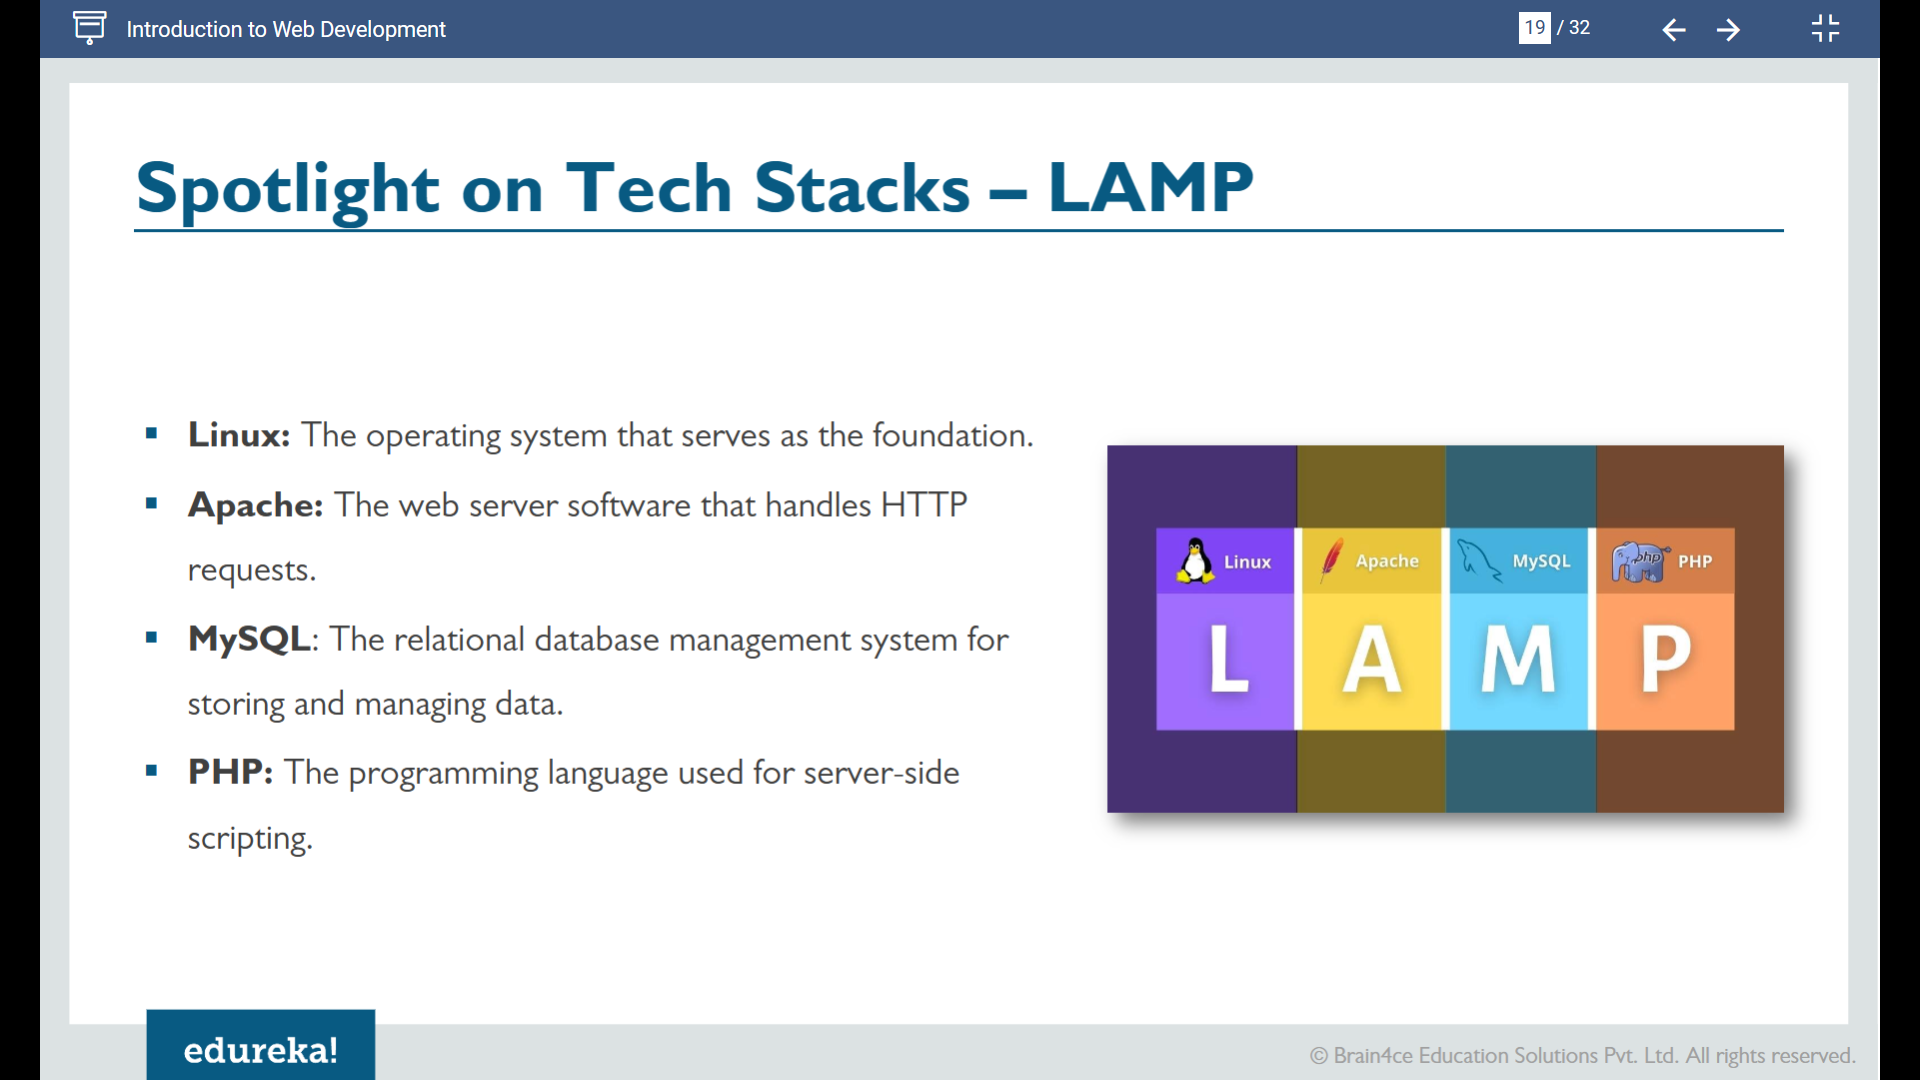 Introduction to Web Development
19 / 32
Spotlight on Tech Stacks – LAMP
▪ Linux: The operating system that serves as the foundation.
▪ Apache: The web server software that handles HTTP
requests.
▪ MySQL: The relational database management system for
storing and managing data.
▪ PHP: The programming language used for server-side
scripting.
Linux Apache MySQL php PHP
L A M P
edureka!
© Brain4ce Education Solutions Pvt. Ltd. All rights reserved.